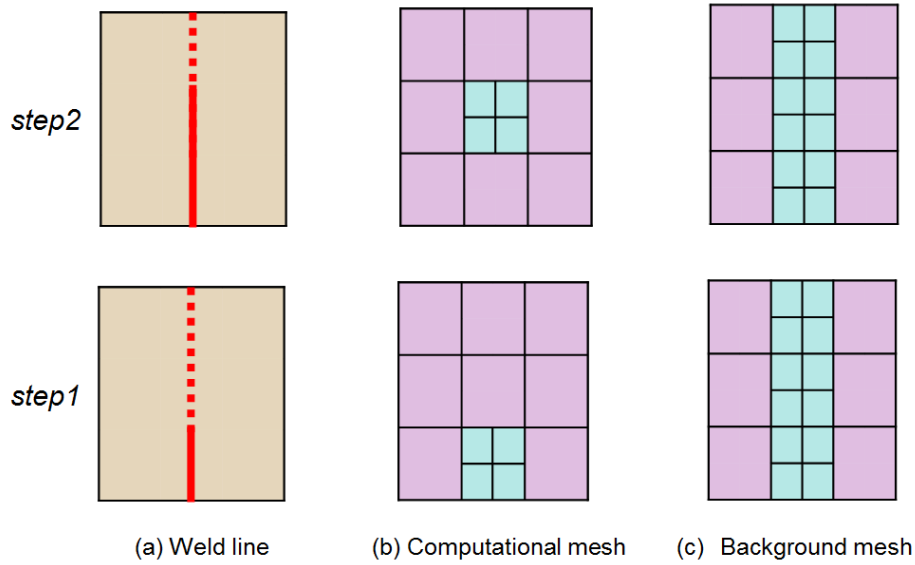 step2
step1
(a) Weld line
(b) Computational mesh
(c) Background mesh